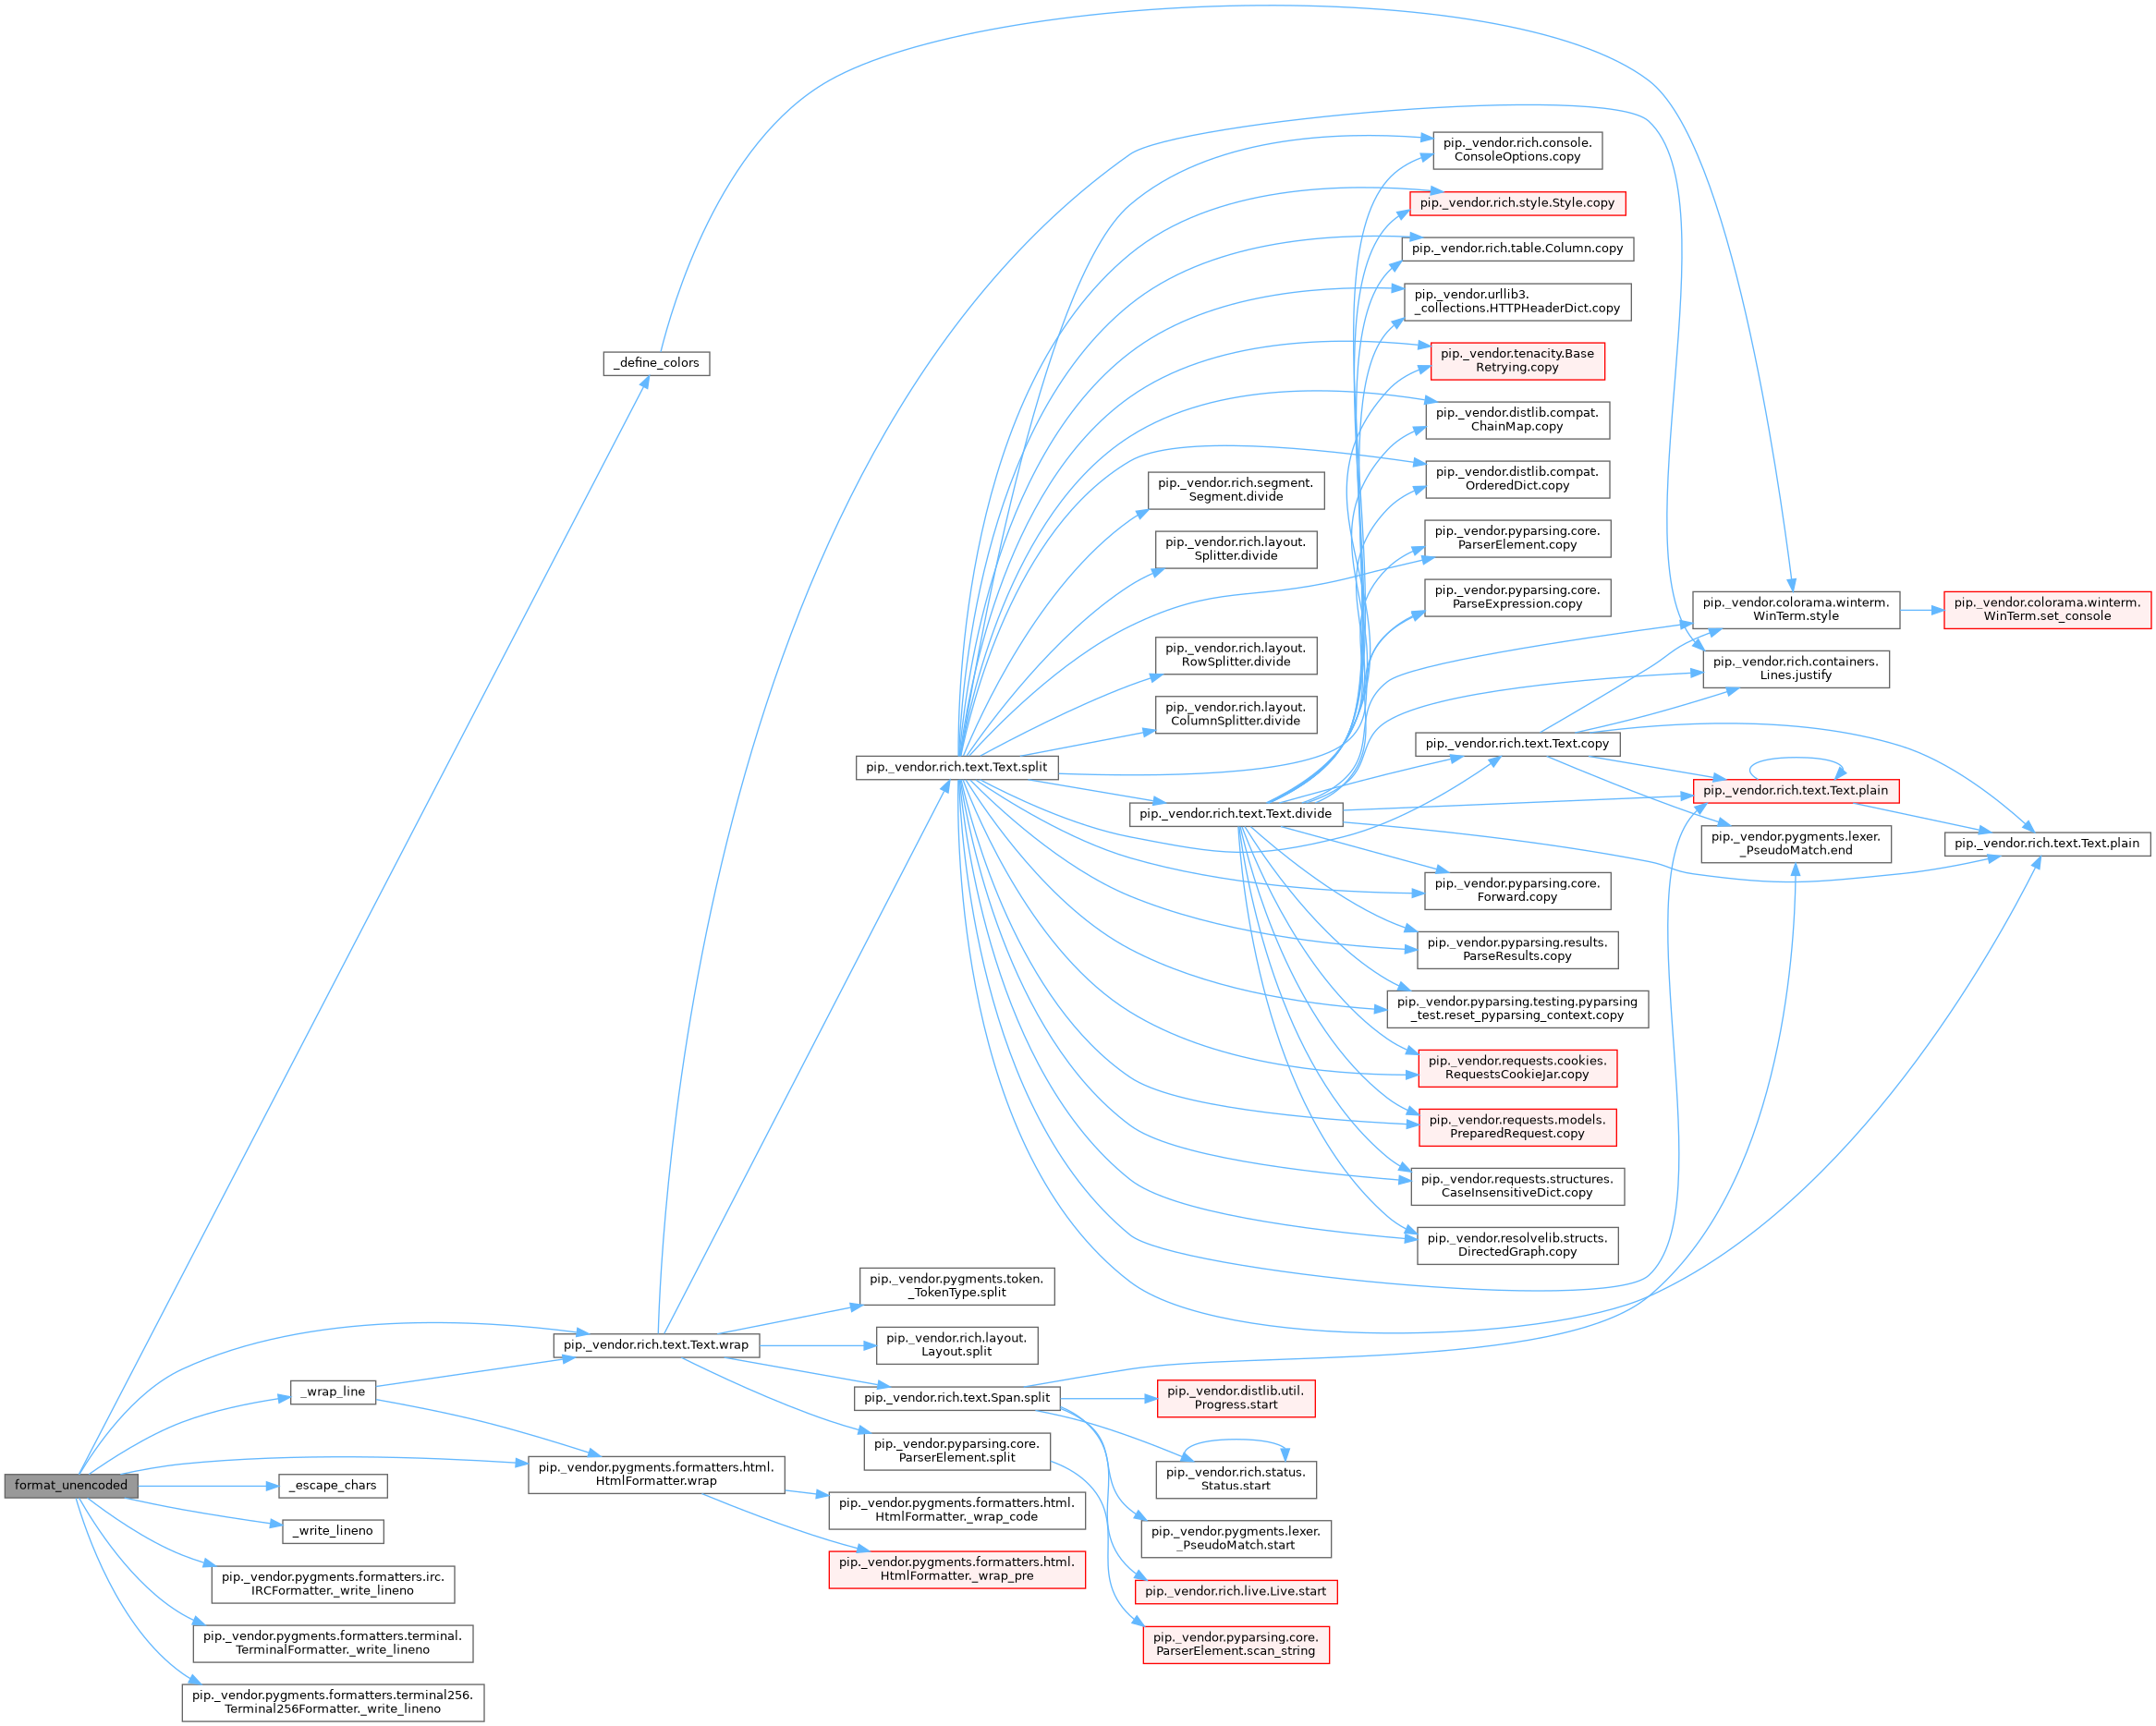 pip._vendor.rich.console.
ConsoleOptions.copy
pip._vendor.rich.style.Style.copy
pip._vendor.rich.table.Column.copy
pip._vendor.urllib3.
_collections.HTTPHeaderDict.copy
pip._vendor.tenacity.Base
Retrying.copy
_define_colors
pip._vendor.distlib.compat.
ChainMap.copy
pip._vendor.distlib.compat.
OrderedDict.copy
pip._vendor.rich.segment.
Segment.divide
pip._vendor.rich.layout.
Splitter.divide
pip._vendor.pyparsing.core.
ParserElement.copy
pip._vendor.pyparsing.core.
ParseExpression.copy
pip._vendor.colorama.winterm.
WinTerm.style
pip._vendor.colorama.winterm.
WinTerm.set_console
pip._vendor.rich.layout.
RowSplitter.divide
pip._vendor.rich.containers.
Lines.justify
pip._vendor.rich.layout.
ColumnSplitter.divide
pip._vendor.rich.text.Text.copy
pip._vendor.rich.text.Text.split
pip._vendor.rich.text.Text.plain
pip._vendor.rich.text.Text.divide
pip._vendor.pygments.lexer.
_PseudoMatch.end
pip._vendor.rich.text.Text.plain
pip._vendor.pyparsing.core.
Forward.copy
pip._vendor.pyparsing.results.
ParseResults.copy
pip._vendor.pyparsing.testing.pyparsing
_test.reset_pyparsing_context.copy
pip._vendor.requests.cookies.
RequestsCookieJar.copy
pip._vendor.requests.models.
PreparedRequest.copy
pip._vendor.requests.structures.
CaseInsensitiveDict.copy
pip._vendor.resolvelib.structs.
DirectedGraph.copy
pip._vendor.pygments.token.
_TokenType.split
pip._vendor.rich.text.Text.wrap
pip._vendor.rich.layout.
Layout.split
_wrap_line
pip._vendor.rich.text.Span.split
pip._vendor.distlib.util.
Progress.start
pip._vendor.pyparsing.core.
ParserElement.split
format_unencoded
_escape_chars
pip._vendor.pygments.formatters.html.
HtmlFormatter.wrap
pip._vendor.rich.status.
Status.start
pip._vendor.pygments.formatters.html.
HtmlFormatter._wrap_code
_write_lineno
pip._vendor.pygments.lexer.
_PseudoMatch.start
pip._vendor.pygments.formatters.html.
HtmlFormatter._wrap_pre
pip._vendor.pygments.formatters.irc.
IRCFormatter._write_lineno
pip._vendor.rich.live.Live.start
pip._vendor.pygments.formatters.terminal.
TerminalFormatter._write_lineno
pip._vendor.pyparsing.core.
ParserElement.scan_string
pip._vendor.pygments.formatters.terminal256.
Terminal256Formatter._write_lineno